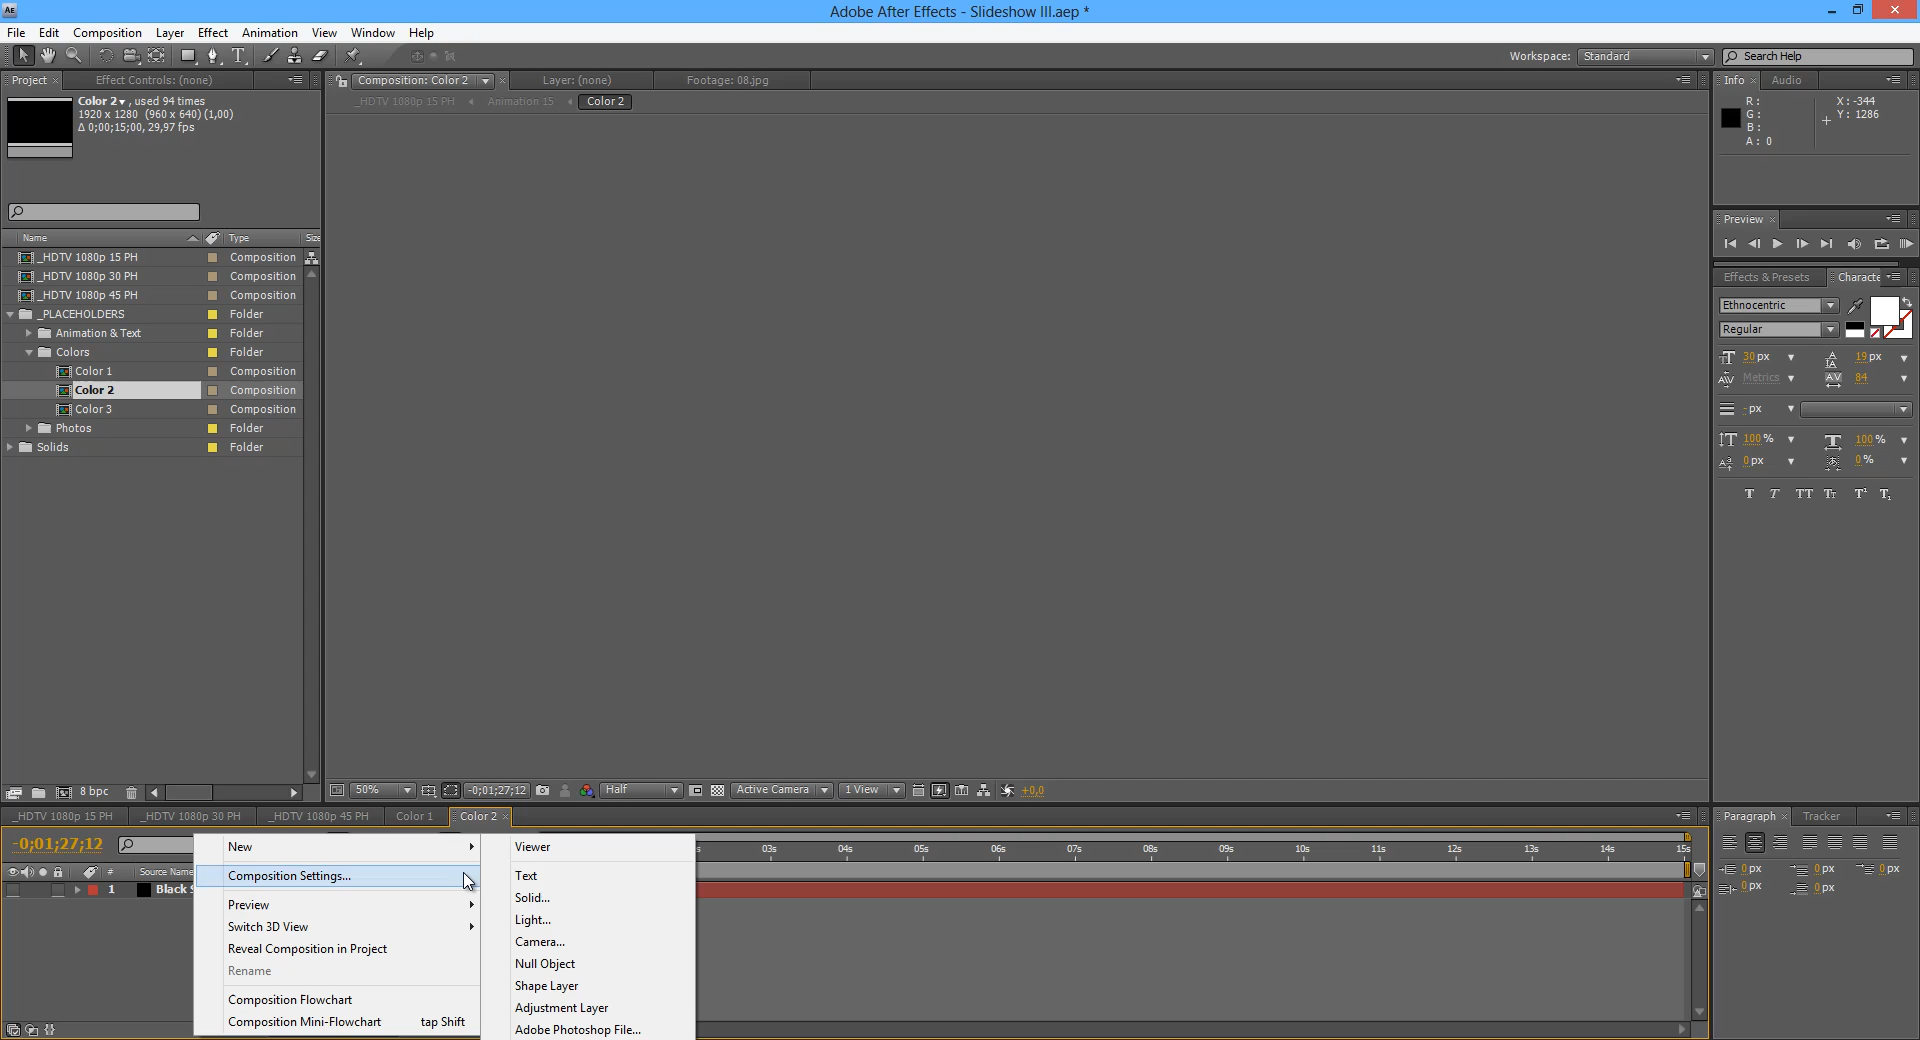 Ae Adobe After Effects - Slideshow III.aep *
File Edit Composition Layer Effect Animation View Window Help
Workspace: Standard Search Help
Project Effect Controls: (none)
Composition: Color 2 Layer: (none) Footage: 08.jpg
Info Audio
Color 2 , used 94 times
1920 x 1280 (960 x 640) (1,00)
Δ 0;00;15;00, 29,97 fps
_HDTV 1080p 15 PH Animation 15 Color 2
R: X: -344
G: Y: 1286
B:
A: 0
Preview
Name Type Size
_HDTV 1080p 15 PH Composition
_HDTV 1080p 30 PH Composition
_HDTV 1080p 45 PH Composition
_PLACEHOLDERS Folder
Animation & Text Folder
Colors Folder
Color 1 Composition
Color 2 Composition
Color 3 Composition
Photos Folder
Solids Folder
Effects & Presets Characte
Ethnocentric
Regular
30 px 19 px
Metrics 84
- px
100 % 100 %
0 px 0 %
T T TT Tr T¹ T₁
8 bpc
50% -0;01;27;12 Half Active Camera 1 View +0,0
_HDTV 1080p 15 PH _HDTV 1080p 30 PH _HDTV 1080p 45 PH Color 1 Color 2
Paragraph Tracker
-0;01;27;12
s 03s 04s 05s 06s 07s 08s 09s 10s 11s 12s 13s 14s 15s
# Source Name
1 Black S
New
Composition Settings...
Preview
Switch 3D View
Reveal Composition in Project
Rename
Composition Flowchart
Composition Mini-Flowchart tap Shift
Viewer
Text
Solid...
Light...
Camera...
Null Object
Shape Layer
Adjustment Layer
Adobe Photoshop File...
0 px 0 px 0 px
0 px 0 px